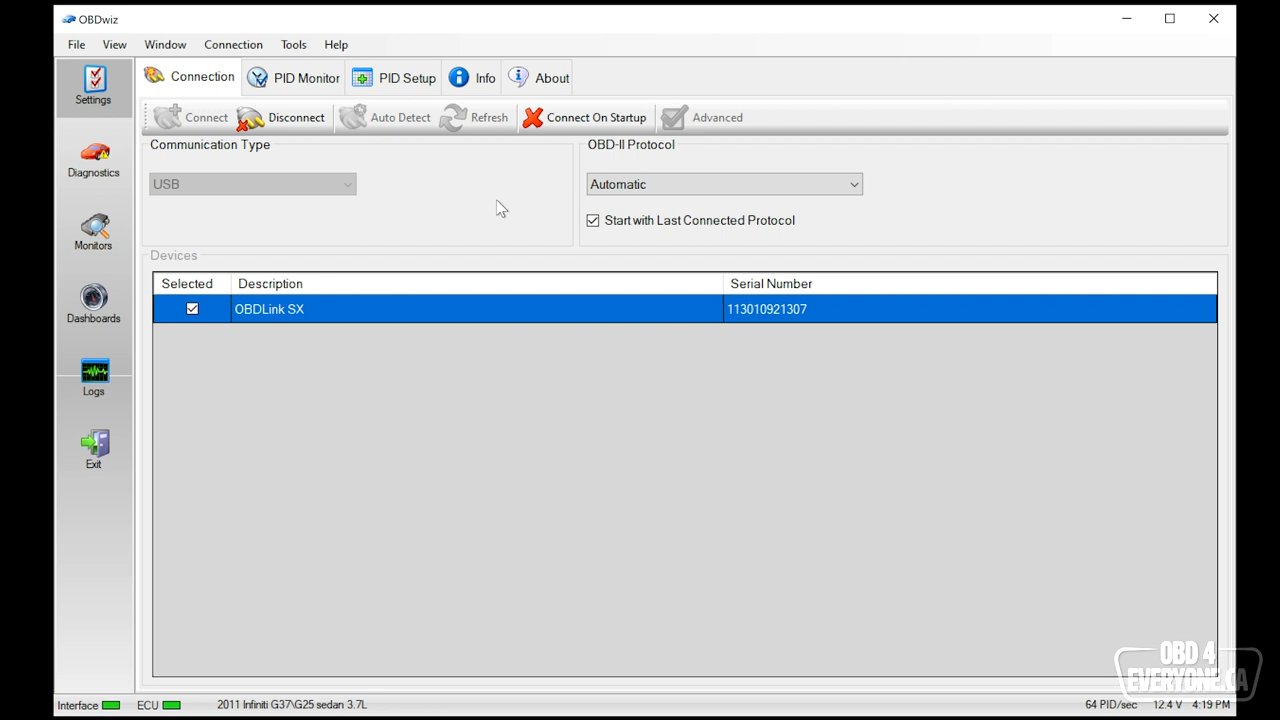 OBDwiz
File View Window Connection Tools Help
Settings
Diagnostics
Monitors
Dashboards
Logs
Exit
Connection PID Monitor PID Setup Info About
Connect Disconnect Auto Detect Refresh Connect On Startup Advanced
Communication Type
USB
OBD-II Protocol
Automatic
Start with Last Connected Protocol
Devices
Selected Description Serial Number
OBDLink SX 113010921307
OBD 4
EVERYONE.CA
Interface ECU 2011 Infiniti G37\G25 sedan 3.7L 64 PID/sec 12.4 V 4:19 PM